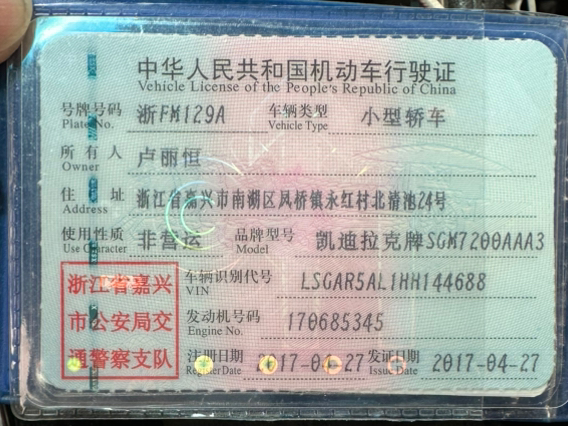 中华人民共和国机动车行驶证
Vehicle License of the People's Republic of China
号牌号码 浙FM129A 车辆类型 小型轿车
Plate No. Vehicle Type
所有人 卢丽恒
Owner
住址 浙江省嘉兴市南湖区凤桥镇永红村北清池24号
Address
使用性质 非营运 品牌型号 凯迪拉克牌SGM7200AAA3
Use Character Model
浙江省嘉兴 车辆识别代号 LSGAR5AL1HH144688
VIN
市公安局交 发动机号码 170685345
Engine No.
通警察支队 注册日期 2017-04-27 发证日期 2017-04-27
Register Date Issue Date